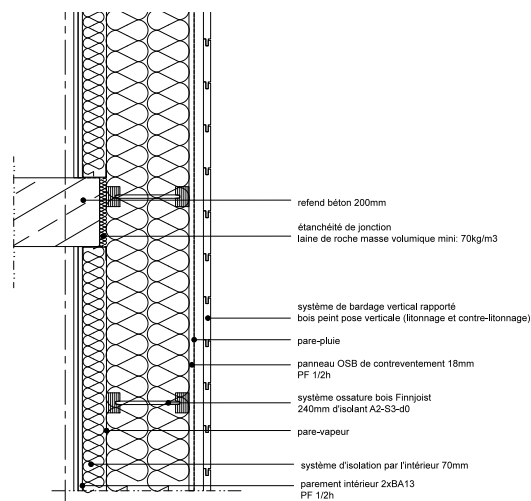 refend béton 200mm
étanchéité de jonction
laine de roche masse volumique mini: 70kg/m3
système de bardage vertical rapporté
bois peint pose verticale (litonnage et contre-litonnage)
pare-pluie
panneau OSB de contreventement 18mm
PF 1/2h
système ossature bois Finnjoist
240mm d'isolant A2-S3-d0
pare-vapeur
système d'isolation par l'intérieur 70mm
parement intérieur 2xBA13
PF 1/2h